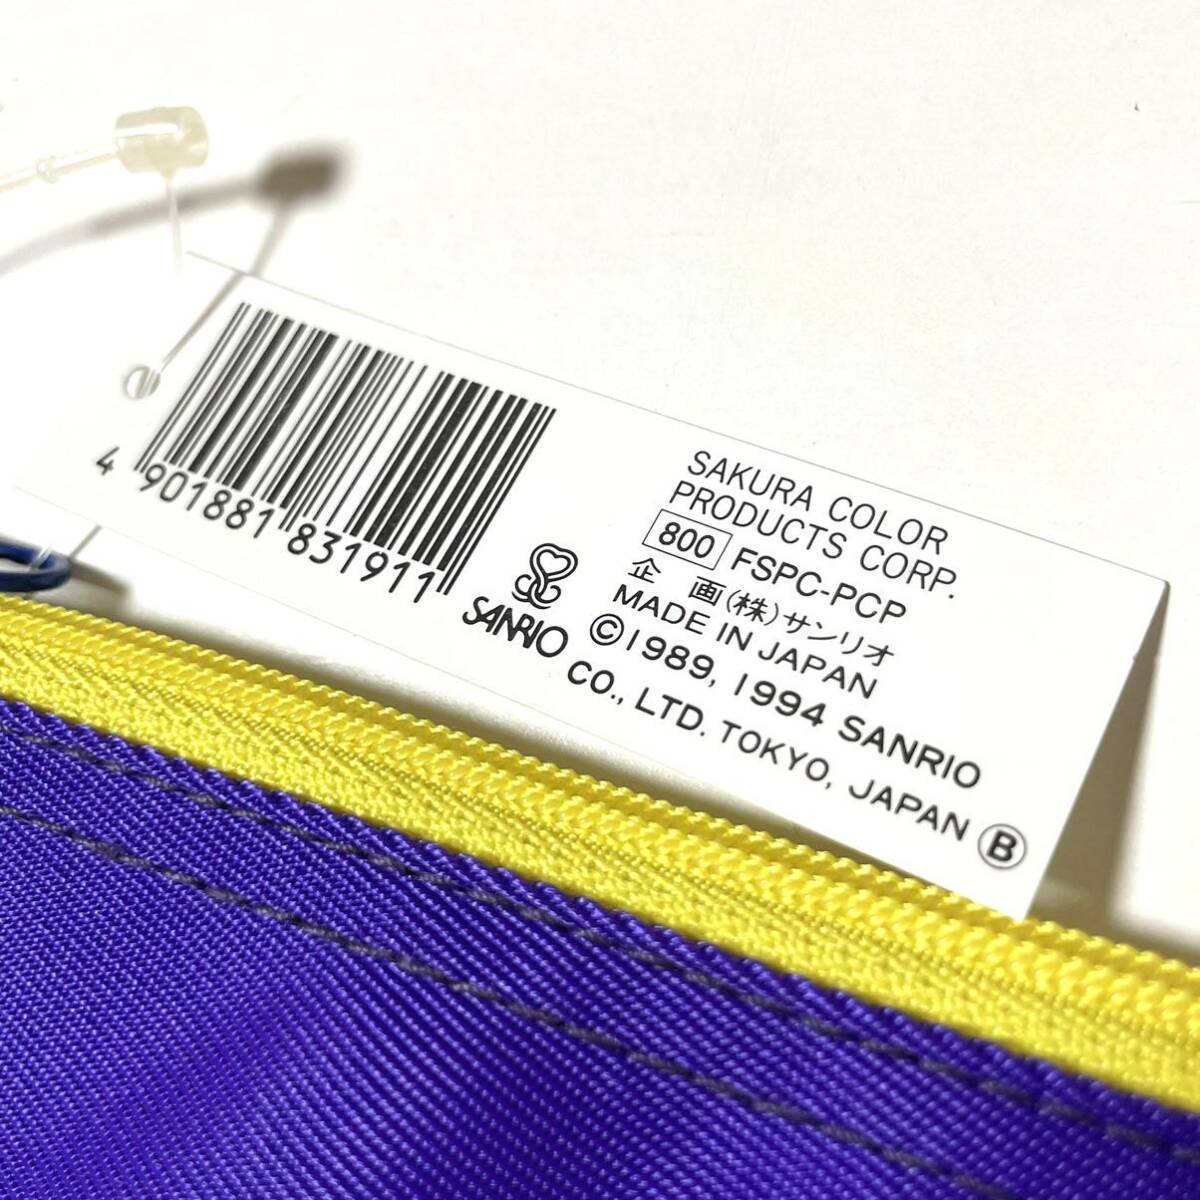 4 901881 831911
SANRIO
SAKURA COLOR
PRODUCTS CORP.
800 FSPC-PCP
企 画(株)サンリオ
MADE IN JAPAN
©1989, 1994 SANRIO
CO., LTD. TOKYO, JAPAN Ⓑ